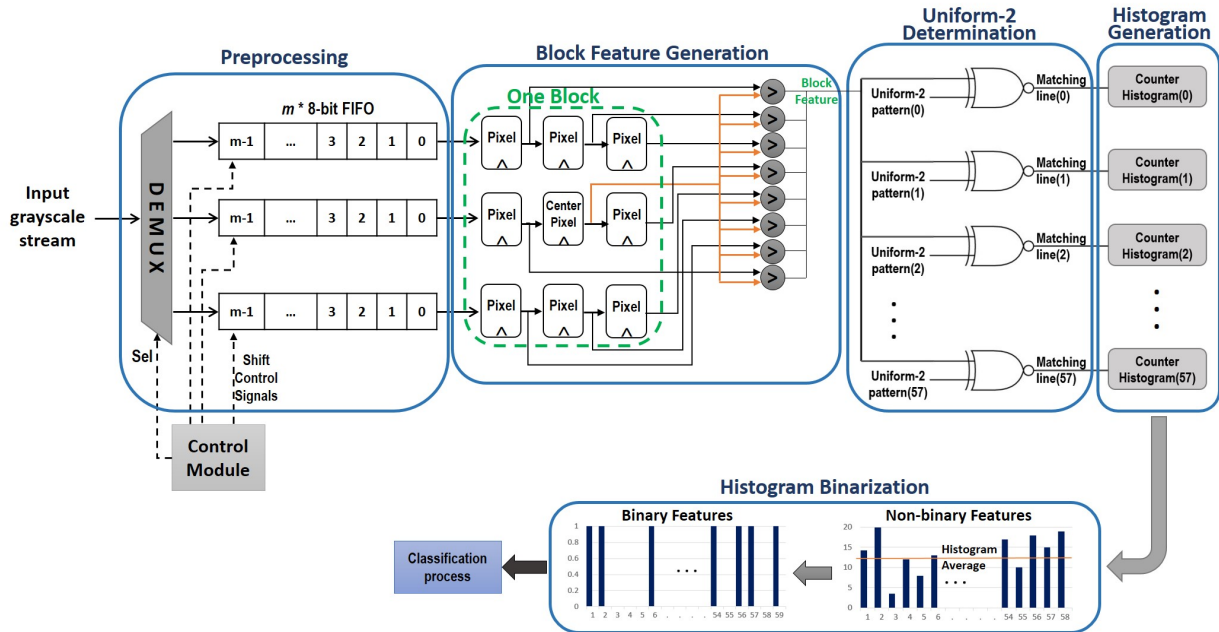 Preprocessing
Block Feature Generation
Uniform-2
Determination
Histogram
Generation
Input
grayscale
stream
DEMUX
Sel
m * 8-bit FIFO
m-1 ... 3 2 1 0
m-1 ... 3 2 1 0
m-1 ... 3 2 1 0
Shift
Control
Signals
Control
Module
One Block
Pixel Pixel Pixel
Pixel Center
Pixel Pixel
Pixel Pixel Pixel
>
>
>
>
>
>
>
>
Block
Feature
Uniform-2
pattern(0)
Matching
line(0)
Counter
Histogram(0)
Uniform-2
pattern(1)
Matching
line(1)
Counter
Histogram(1)
Uniform-2
pattern(2)
Matching
line(2)
Counter
Histogram(2)
Uniform-2
pattern(57)
Matching
line(57)
Counter
Histogram(57)
Histogram Binarization
Classification
process
Binary Features
1
0.8
0.6
0.4
0.2
0
. . .
1 2 3 4 5 6 . . . . 54 55 56 57 58 59
Non-binary Features
20
15
10
5
0
Histogram
Average
. . .
1 2 3 4 5 6 . . . . 54 55 56 57 58